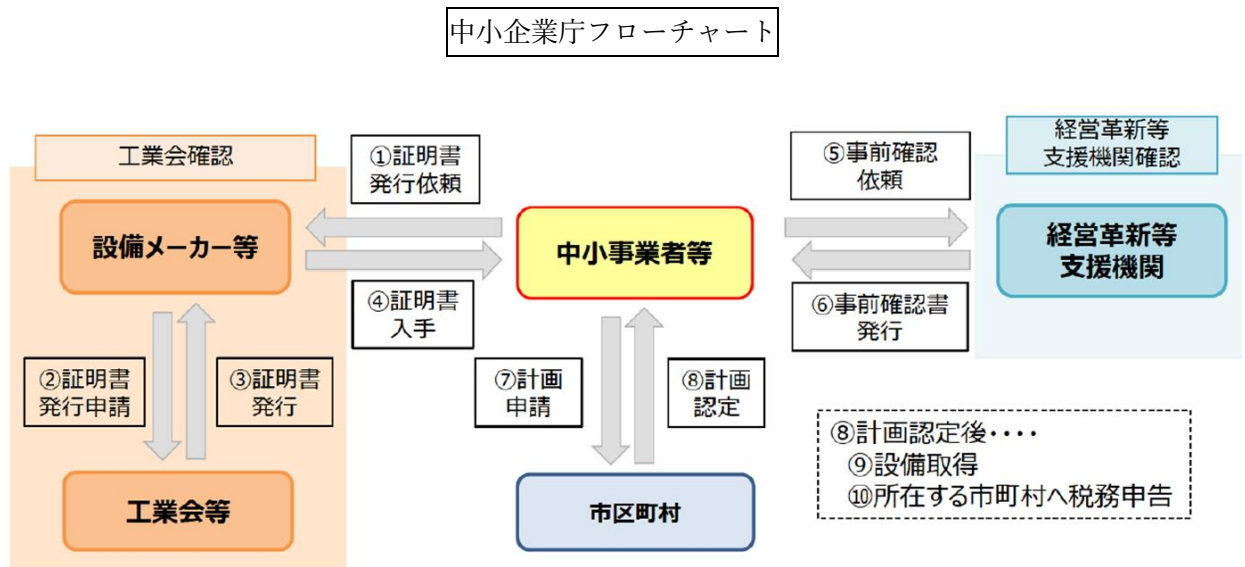 中小企業庁フローチャート
工業会確認
①証明書
発行依頼
⑤事前確認
依頼
経営革新等
支援機関確認
設備メーカー等
中小事業者等
経営革新等
支援機関
④証明書
入手
⑥事前確認書
発行
②証明書
発行申請
③証明書
発行
⑦計画
申請
⑧計画
認定
⑧計画認定後・・・・
⑨設備取得
⑩所在する市町村へ税務申告
工業会等
市区町村